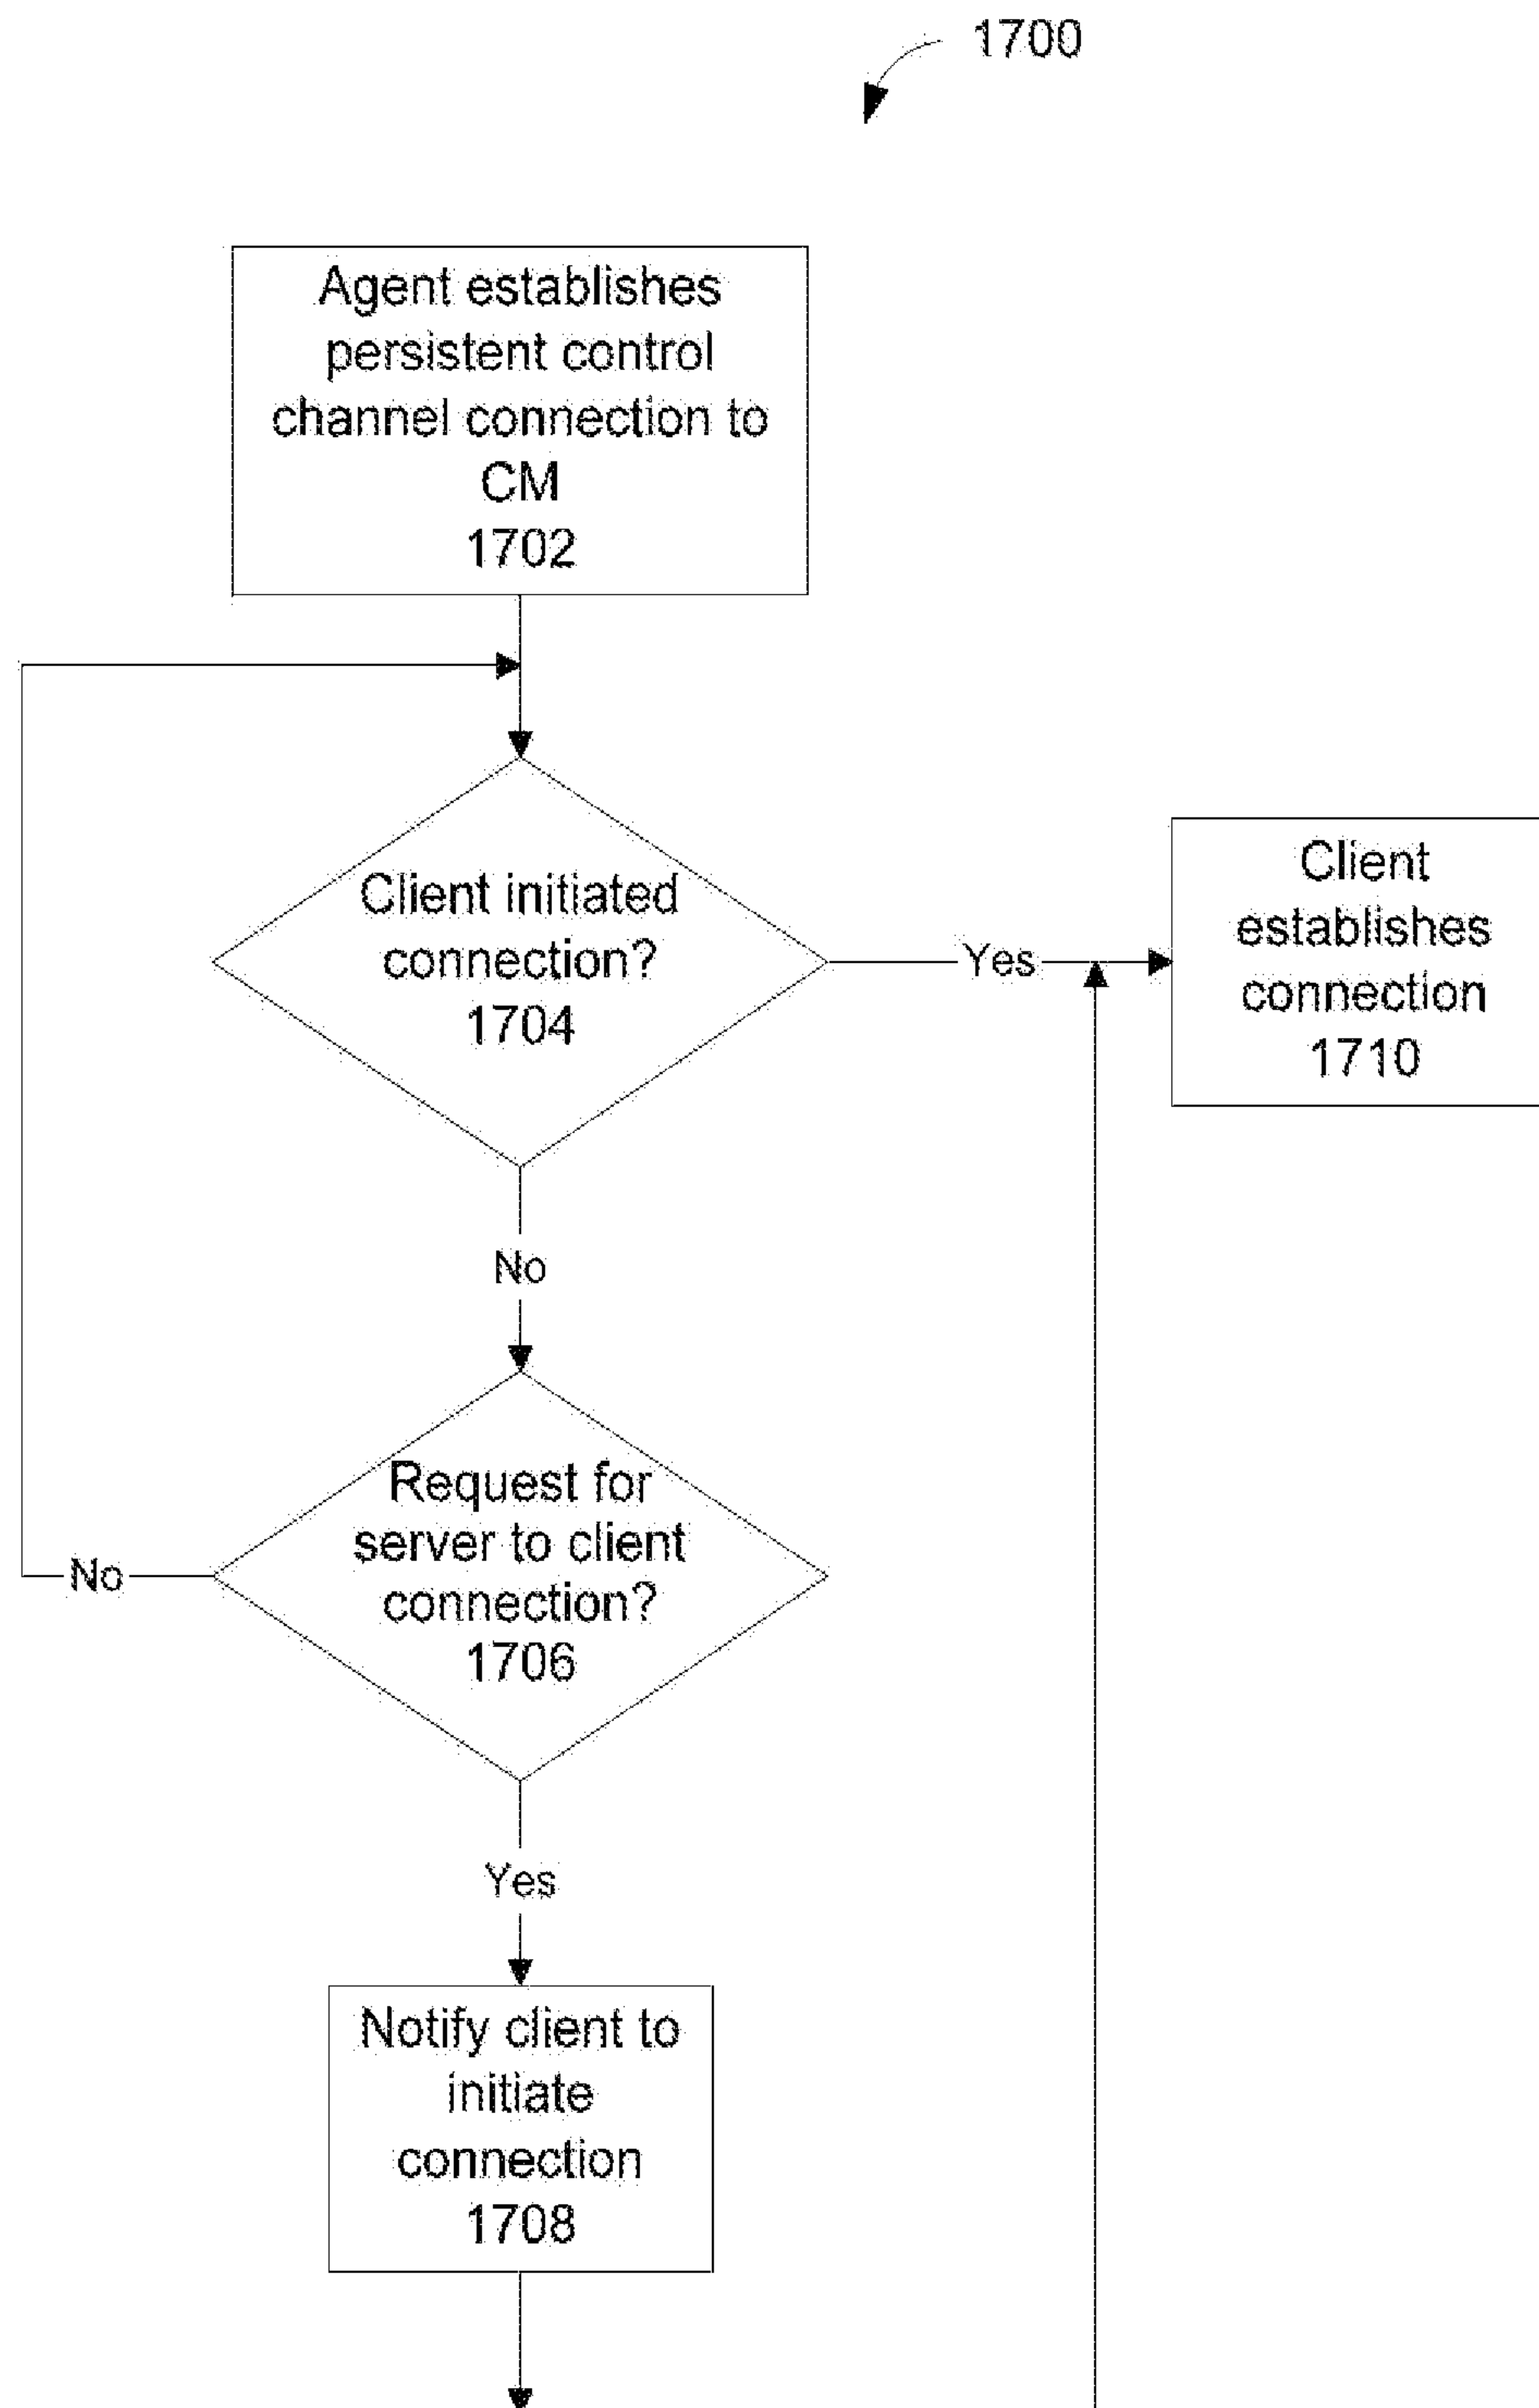 1700
Agent establishes
persistent control
channel connection to
CM
1702
Client initiated
connection?
1704
Yes
Client
establishes
connection
1710
No
Request for
server to client
connection?
1706
No
Yes
Notify client to
initiate
connection
1708